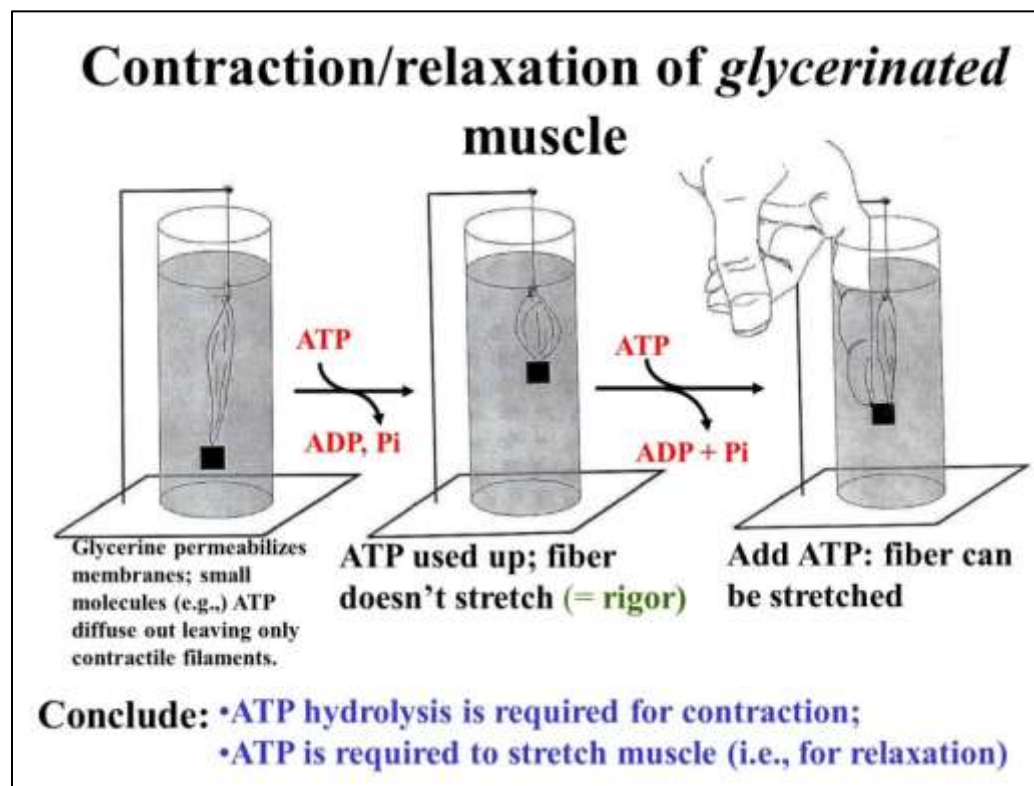 Contraction/relaxation of glycerinated
muscle
ATP
ADP, Pi
ATP
ADP + Pi
Glycerine permeabilizes
membranes; small
molecules (e.g.,) ATP
diffuse out leaving only
contractile filaments.
ATP used up; fiber
doesn't stretch (= rigor)
Add ATP: fiber can
be stretched
Conclude: •ATP hydrolysis is required for contraction;
•ATP is required to stretch muscle (i.e., for relaxation)